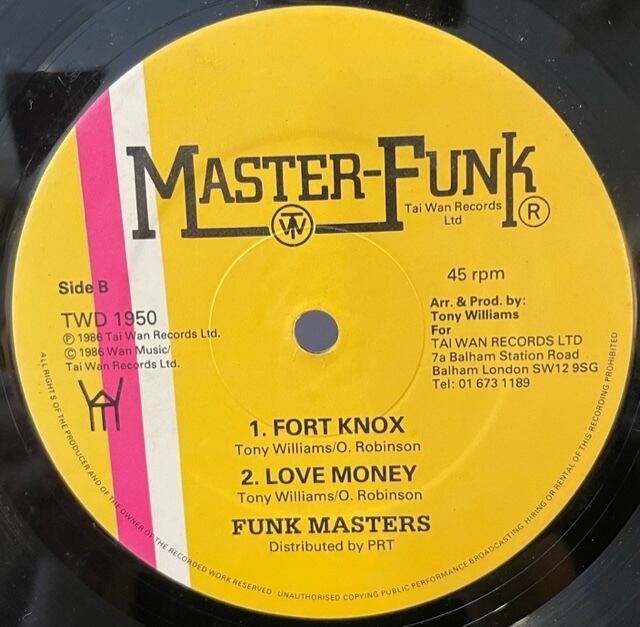 MASTER-FUNK
Tai Wan Records
Ltd
®
TW
Side B
45 rpm
TWD 1950
Ⓟ 1986 Tai Wan Records Ltd.
© 1986 Wan Music/
Tai Wan Records Ltd.
Arr. & Prod. by:
Tony Williams
For
TAI WAN RECORDS LTD
7a Balham Station Road
Balham London SW12 9SG
Tel: 01 673 1189
1. FORT KNOX
Tony Williams/O. Robinson
2. LOVE MONEY
Tony Williams/O. Robinson
FUNK MASTERS
Distributed by PRT
ALL RIGHTS OF THE PRODUCER AND OF THE OWNER OF THE RECORDED WORK RESERVED · UNAUTHORISED COPYING PUBLIC PERFORMANCE BROADCASTING HIRING OR RENTAL OF THIS RECORDING PROHIBITED